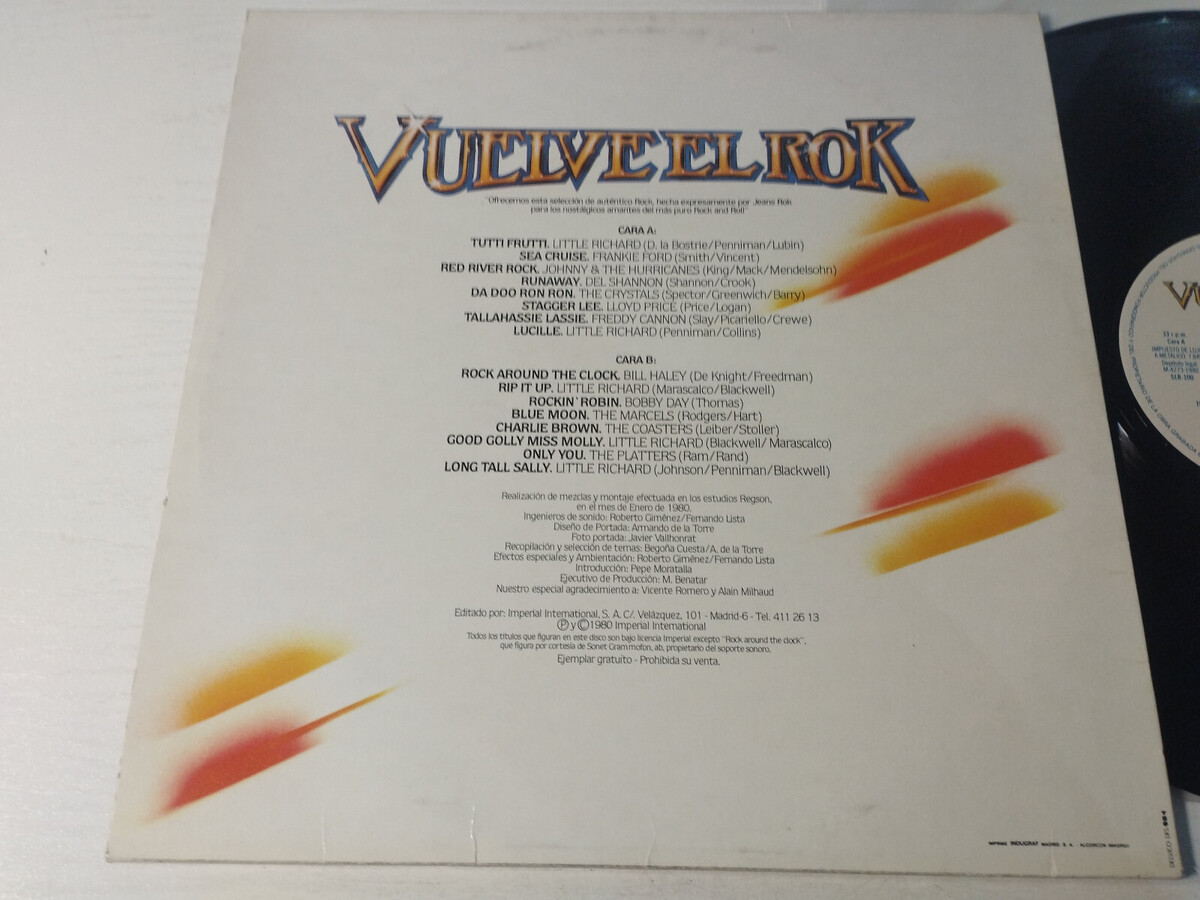 VUELVE EL ROK
"Ofrecemos esta selección de auténtico Rock, hecha expresamente por Jeans Rok
para los nostálgicos amantes del más puro Rock and Roll"
CARA A:
TUTTI FRUTTI. LITTLE RICHARD (D. la Bostrie/Penniman/Lubin)
SEA CRUISE. FRANKIE FORD (Smith/Vincent)
RED RIVER ROCK. JOHNNY & THE HURRICANES (King/Mack/Mendelsohn)
RUNAWAY. DEL SHANNON (Shannon/Crook)
DA DOO RON RON. THE CRYSTALS (Spector/Greenwich/Barry)
STAGGER LEE. LLOYD PRICE (Price/Logan)
TALLAHASSIE LASSIE. FREDDY CANNON (Slay/Picariello/Crewe)
LUCILLE. LITTLE RICHARD (Penniman/Collins)
CARA B:
ROCK AROUND THE CLOCK. BILL HALEY (De Knight/Freedman)
RIP IT UP. LITTLE RICHARD (Marascalco/Blackwell)
ROCKIN' ROBIN. BOBBY DAY (Thomas)
BLUE MOON. THE MARCELS (Rodgers/Hart)
CHARLIE BROWN. THE COASTERS (Leiber/Stoller)
GOOD GOLLY MISS MOLLY. LITTLE RICHARD (Blackwell/Marascalco)
ONLY YOU. THE PLATTERS (Ram/Rand)
LONG TALL SALLY. LITTLE RICHARD (Johnson/Penniman/Blackwell)
Realización de mezclas y montaje efectuada en los estudios Regson,
en el mes de Enero de 1980.
Ingenieros de sonido: Roberto Giménez/Fernando Lista
Diseño de Portada: Armando de la Torre
Foto portada: Javier Vallhonrat
Recopilación y selección de temas: Begoña Cuesta/A. de la Torre
Efectos especiales y Ambientación: Roberto Giménez/Fernando Lista
Introducción: Pepe Moratalla
Ejecutivo de Producción: M. Benatar
Nuestro especial agradecimiento a: Vicente Romero y Alain Milhaud
Editado por: Imperial International, S. A. C/. Velázquez, 101 - Madrid-6 - Tel. 411 26 13
Ⓟ y © 1980 Imperial International
Todos los títulos que figuran en este disco son bajo licencia Imperial excepto "Rock around the clock",
que figura por cortesía de Sonet Grammofon, ab, propietario del soporte sonoro.
Ejemplar gratuito - Prohibida su venta.
IMPRIME INDUGRAF MADRID, S. A. - ALCORCON (MADRID)
33 r.p.m.
Cara A
Depósito legal
M-4273-1980
SLR-100